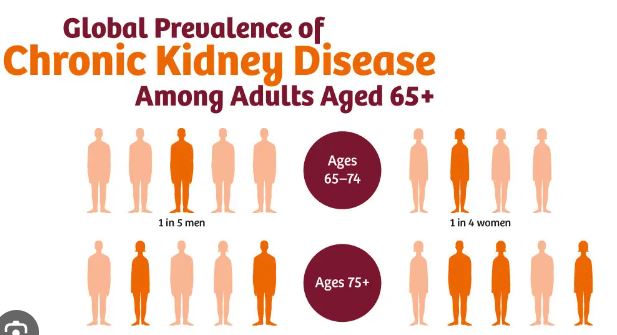 Global Prevalence of
Chronic Kidney Disease
Among Adults Aged 65+
Ages
65–74
1 in 5 men
1 in 4 women
Ages 75+